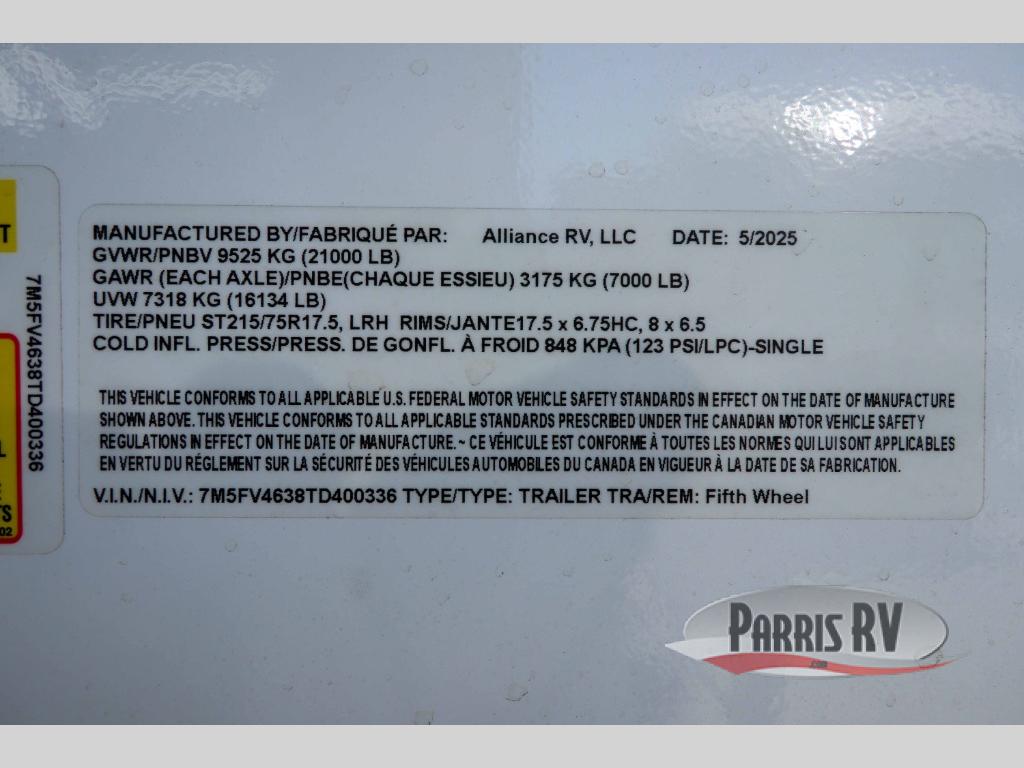 MANUFACTURED BY/FABRIQUÉ PAR: Alliance RV, LLC DATE: 5/2025
GVWR/PNBV 9525 KG (21000 LB)
GAWR (EACH AXLE)/PNBE(CHAQUE ESSIEU) 3175 KG (7000 LB)
UVW 7318 KG (16134 LB)
TIRE/PNEU ST215/75R17.5, LRH RIMS/JANTE17.5 x 6.75HC, 8 x 6.5
COLD INFL. PRESS/PRESS. DE GONFL. À FROID 848 KPA (123 PSI/LPC)-SINGLE
THIS VEHICLE CONFORMS TO ALL APPLICABLE U.S. FEDERAL MOTOR VEHICLE SAFETY STANDARDS IN EFFECT ON THE DATE OF MANUFACTURE
SHOWN ABOVE. THIS VEHICLE CONFORMS TO ALL APPLICABLE STANDARDS PRESCRIBED UNDER THE CANADIAN MOTOR VEHICLE SAFETY
REGULATIONS IN EFFECT ON THE DATE OF MANUFACTURE.~ CE VÉHICULE EST CONFORME À TOUTES LES NORMES QUI LUI SONT APPLICABLES
EN VERTU DU RÉGLEMENT SUR LA SÉCURITÉ DES VÉHICULES AUTOMOBILES DU CANADA EN VIGUEUR À LA DATE DE SA FABRICATION.
V.I.N./N.I.V.: 7M5FV4638TD400336 TYPE/TYPE: TRAILER TRA/REM: Fifth Wheel
7M5FV4638TD400336
T
L
TS
02
PARRIS RV
.com